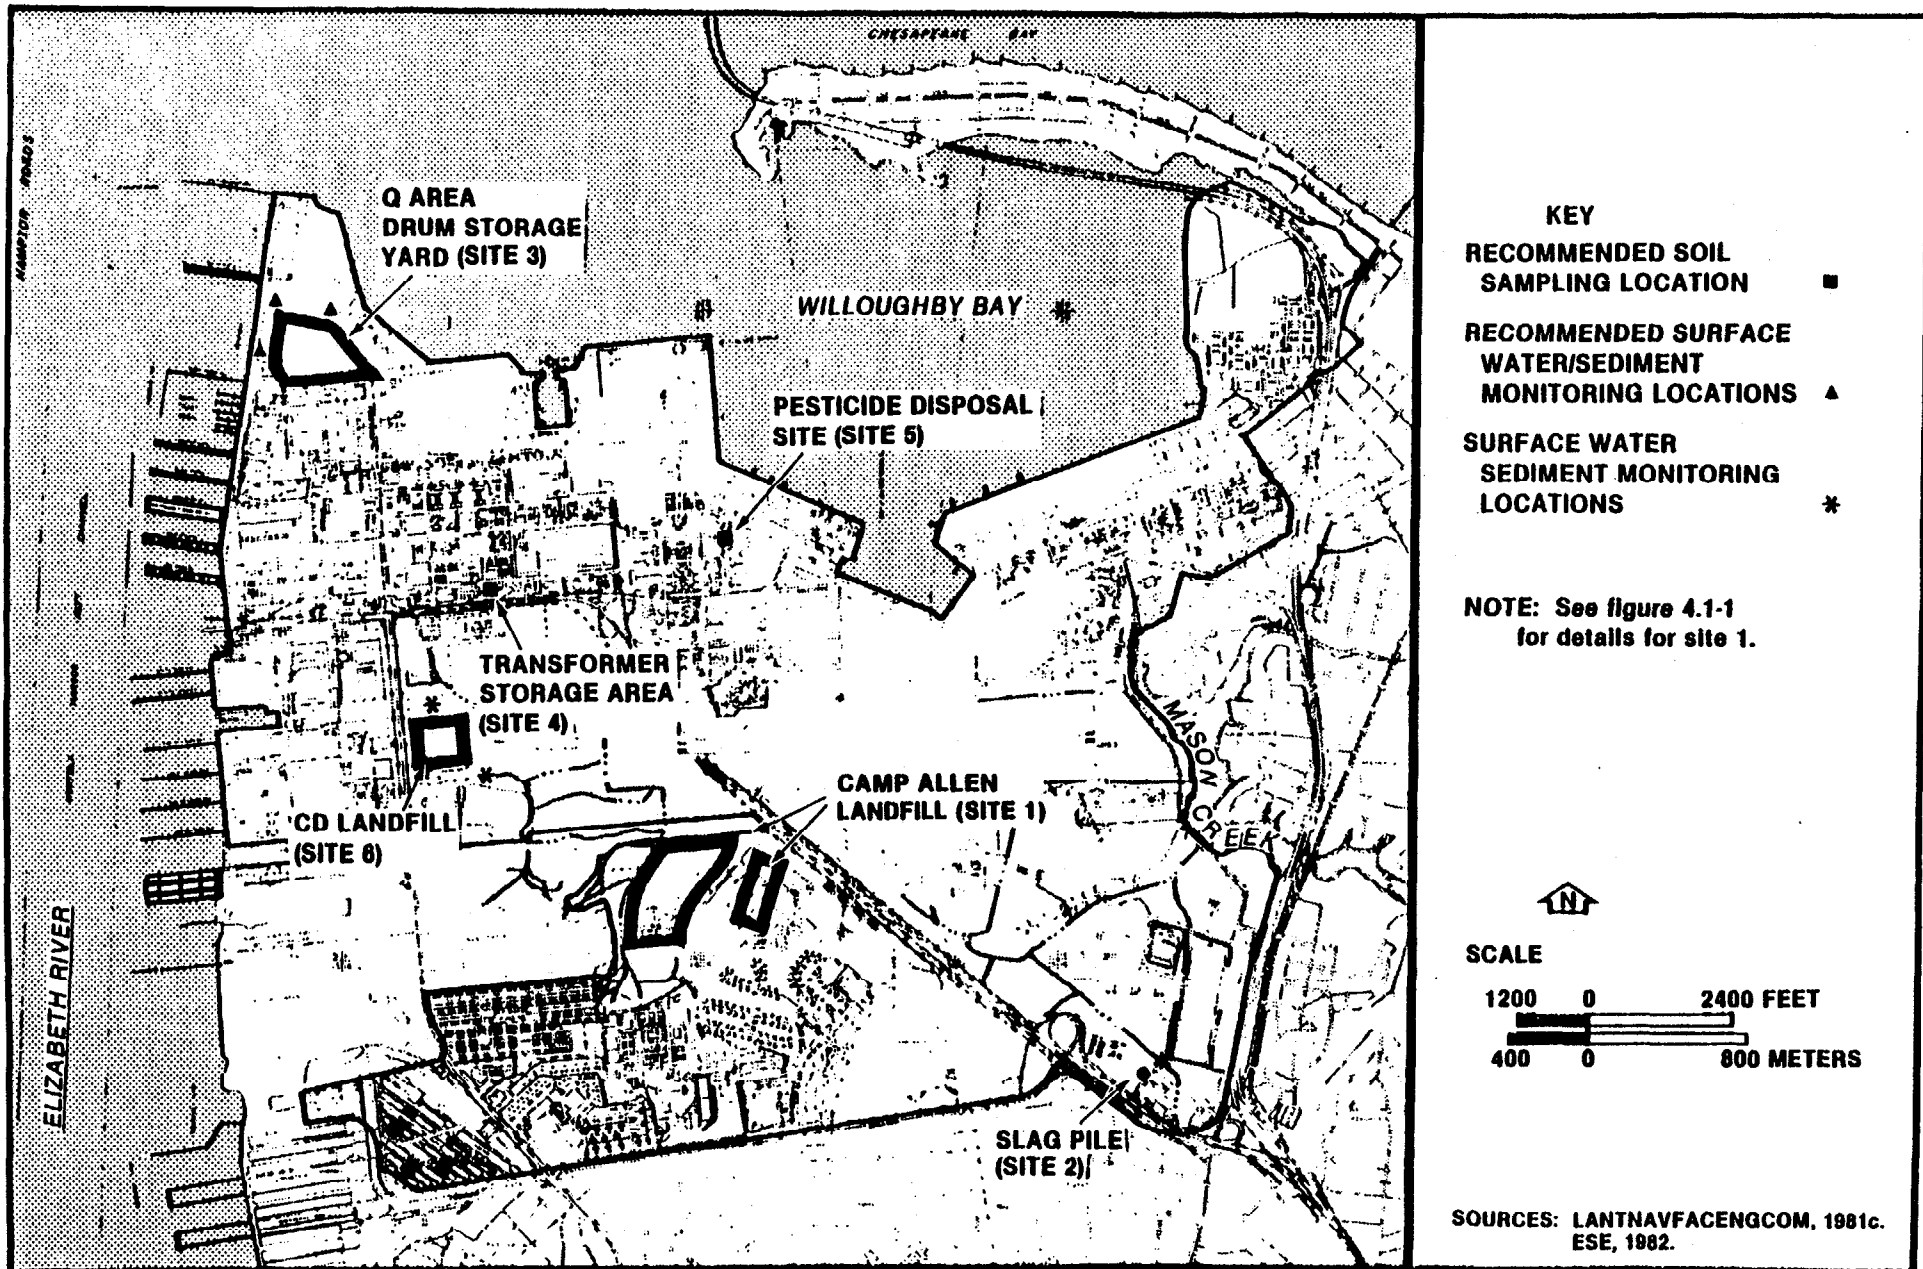 CHESAPEAKE BAY
HAMPTON ROADS
Q AREA
DRUM STORAGE
YARD (SITE 3)
WILLOUGHBY BAY
PESTICIDE DISPOSAL
SITE (SITE 5)
TRANSFORMER
STORAGE AREA
(SITE 4)
MASON CREEK
CAMP ALLEN
LANDFILL (SITE 1)
CD LANDFILL
(SITE 6)
ELIZABETH RIVER
SLAG PILE
(SITE 2)
KEY
RECOMMENDED SOIL
SAMPLING LOCATION ■
RECOMMENDED SURFACE
WATER/SEDIMENT
MONITORING LOCATIONS ▲
SURFACE WATER
SEDIMENT MONITORING
LOCATIONS *
NOTE: See figure 4.1-1
for details for site 1.
N
SCALE
1200 0 2400 FEET
400 0 800 METERS
SOURCES: LANTNAVFACENGCOM, 1981c.
ESE, 1982.